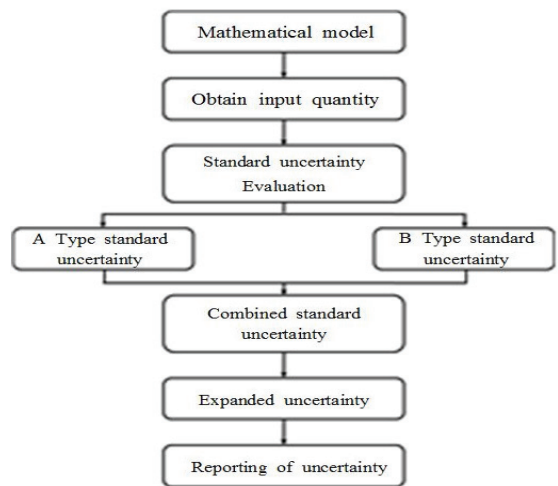 Mathematical model
Obtain input quantity
Standard uncertainty
Evaluation
A Type standard
uncertainty
B Type standard
uncertainty
Combined standard
uncertainty
Expanded uncertainty
Reporting of uncertainty